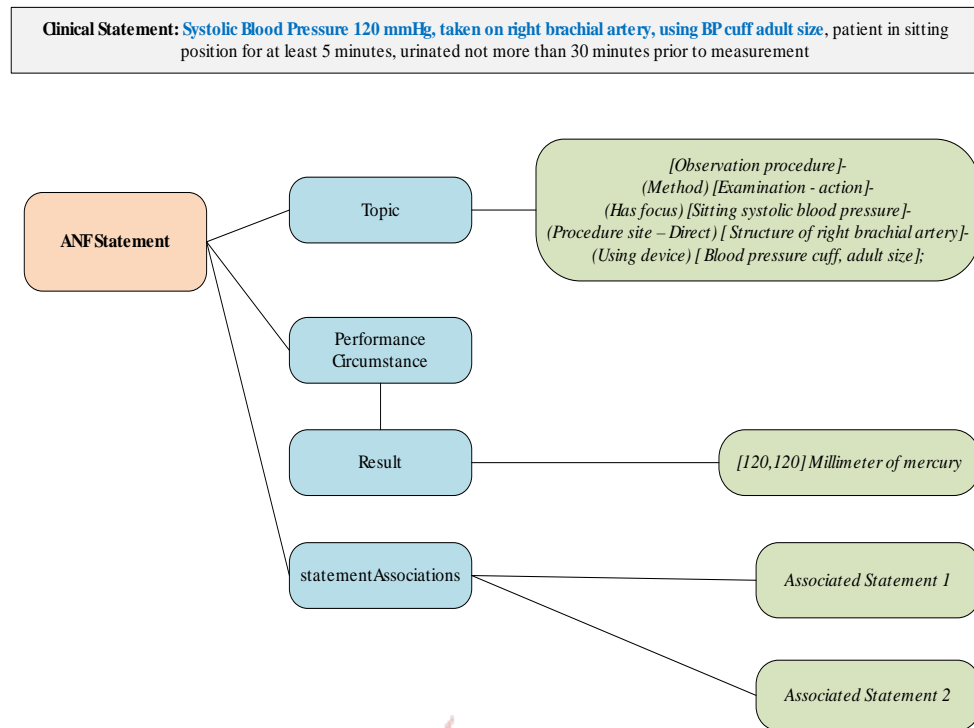 Clinical Statement: Systolic Blood Pressure 120 mmHg, taken on right brachial artery, using BP cuff adult size, patient in sitting
position for at least 5 minutes, urinated not more than 30 minutes prior to measurement
[Observation procedure]-
(Method) [Examination - action]-
(Has focus) [Sitting systolic blood pressure]-
(Procedure site – Direct) [ Structure of right brachial artery]-
(Using device) [ Blood pressure cuff, adult size];
Topic
ANFStatement
Performance
Circumstance
Result
[120,120] Millimeter of mercury
statementAssociations
Associated Statement 1
Associated Statement 2